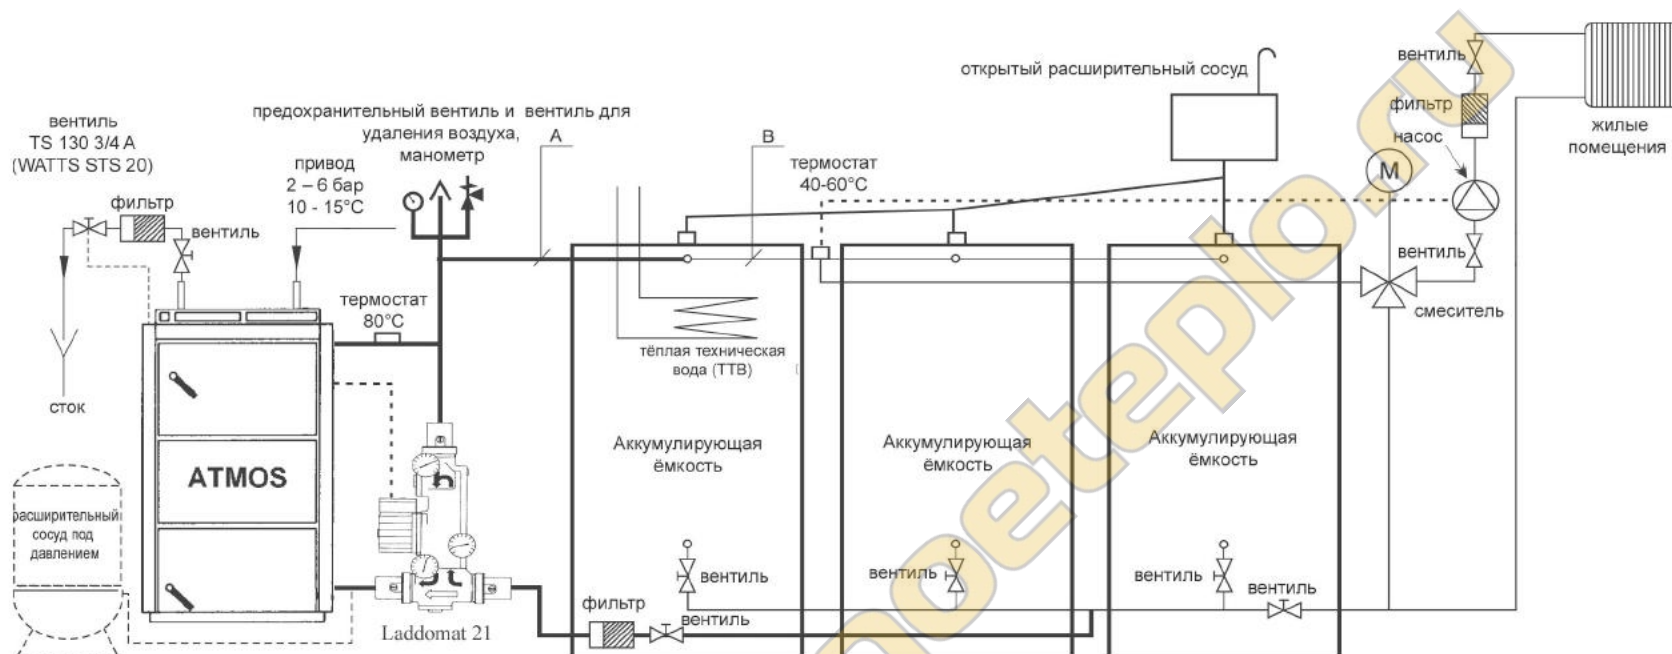 вентиль
TS 130 3/4 A
(WATTS STS 20)
фильтр
вентиль
сток
привод
2 – 6 бар
10 - 15°C
предохранительный вентиль и вентиль для
удаления воздуха,
манометр
A
B
термостат
80°C
термостат
40-60°C
открытый расширительный сосуд
вентиль
фильтр
насос
M
жилые
помещения
вентиль
смеситель
тёплая техническая
вода (ТТВ)
ATMOS
расширительный
сосуд под
давлением
Laddomat 21
Аккумулирующая
ёмкость
Аккумулирующая
ёмкость
Аккумулирующая
ёмкость
вентиль
вентиль
вентиль
вентиль
фильтр
вентиль
moeteplo.ru